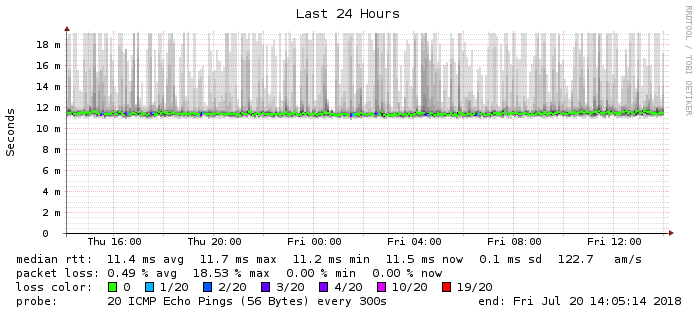 Last 24 Hours
RRDTOOL / TOBI OETIKER
Seconds
18 m
16 m
14 m
12 m
10 m
8 m
6 m
4 m
2 m
0
Thu 16:00 Thu 20:00 Fri 00:00 Fri 04:00 Fri 08:00 Fri 12:00
median rtt: 11.4 ms avg 11.7 ms max 11.2 ms min 11.5 ms now 0.1 ms sd 122.7 am/s
packet loss: 0.49 % avg 18.53 % max 0.00 % min 0.00 % now
loss color: 0 1/20 2/20 3/20 4/20 10/20 19/20
probe: 20 ICMP Echo Pings (56 Bytes) every 300s end: Fri Jul 20 14:05:14 2018